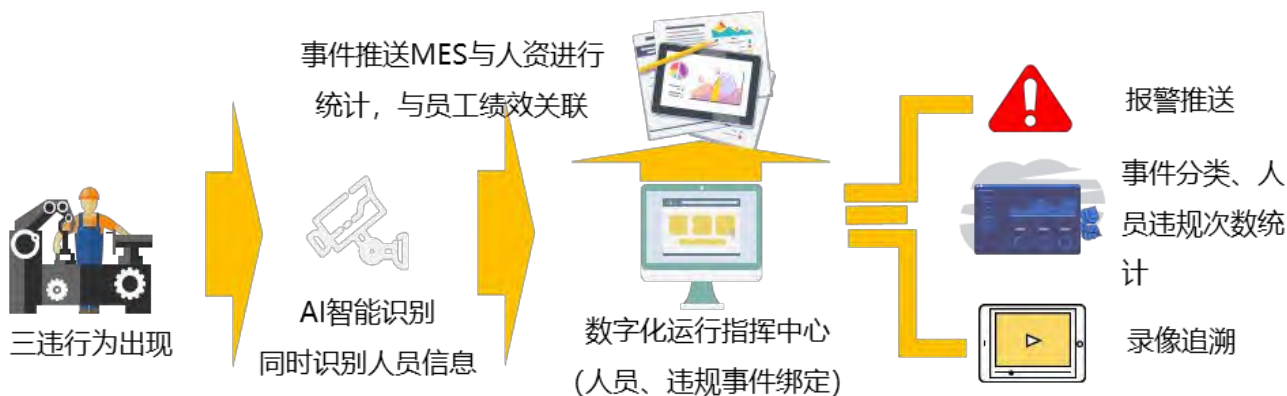 三违行为出现
AI智能识别
同时识别人员信息
事件推送MES与人资进行
统计，与员工绩效关联
数字化运行指挥中心
（人员、违规事件绑定）
报警推送
事件分类、人
员违规次数统
计
录像追溯